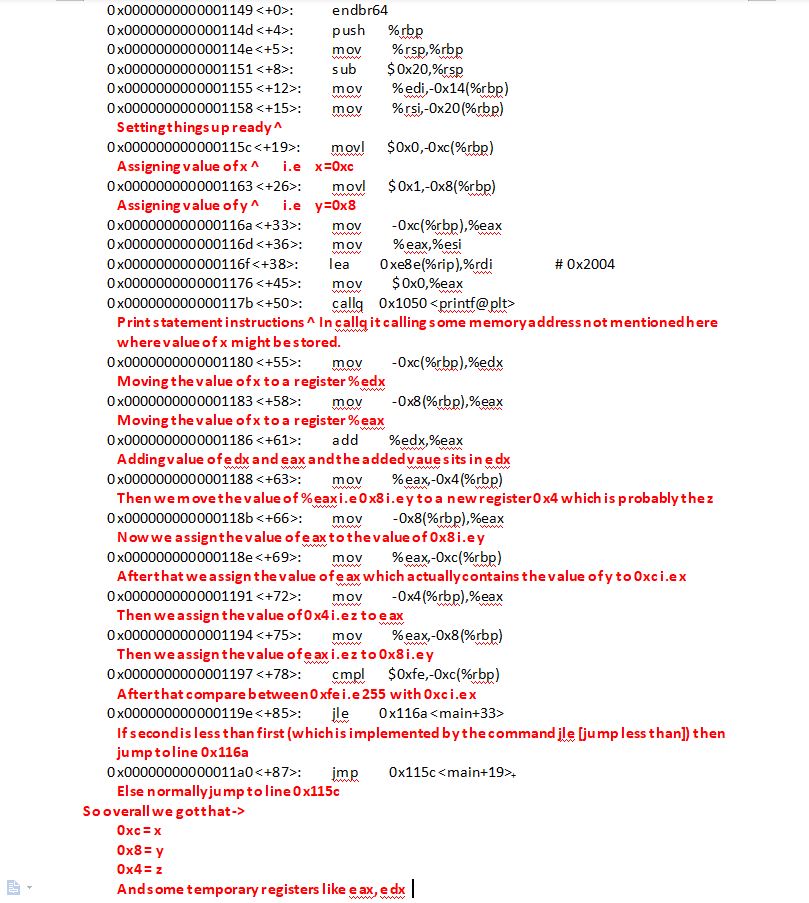 0x0000000000001149 <+0>: endbr64
0x000000000000114d <+4>: push %rbp
0x000000000000114e <+5>: mov %rsp,%rbp
0x0000000000001151 <+8>: sub $0x20,%rsp
0x0000000000001155 <+12>: mov %edi,-0x14(%rbp)
0x0000000000001158 <+15>: mov %rsi,-0x20(%rbp)
Setting things up ready ^
0x000000000000115c <+19>: movl $0x0,-0xc(%rbp)
Assigning value of x ^ i.e x=0xc
0x0000000000001163 <+26>: movl $0x1,-0x8(%rbp)
Assigning value of y ^ i.e y=0x8
0x000000000000116a <+33>: mov -0xc(%rbp),%eax
0x000000000000116d <+36>: mov %eax,%esi
0x000000000000116f <+38>: lea 0xe8e(%rip),%rdi # 0x2004
0x0000000000001176 <+45>: mov $0x0,%eax
0x000000000000117b <+50>: callq 0x1050 <printf@plt>
Print statement instructions ^ In callq it calling some memory address not mentioned here
where value of x might be stored.
0x0000000000001180 <+55>: mov -0xc(%rbp),%edx
Moving the value of x to a register %edx
0x0000000000001183 <+58>: mov -0x8(%rbp),%eax
Moving the value of x to a register %eax
0x0000000000001186 <+61>: add %edx,%eax
Adding value of edx and eax and the added vaue sits in edx
0x0000000000001188 <+63>: mov %eax,-0x4(%rbp)
Then we move the value of %eax i.e 0x8 i.e y to a new register 0x4 which is probably the z
0x000000000000118b <+66>: mov -0x8(%rbp),%eax
Now we assign the value of eax to the value of 0x8 i.e y
0x000000000000118e <+69>: mov %eax,-0xc(%rbp)
After that we assign the value of eax which actually contains the value of y to 0xc i.e x
0x0000000000001191 <+72>: mov -0x4(%rbp),%eax
Then we assign the value of 0x4 i.e z to eax
0x0000000000001194 <+75>: mov %eax,-0x8(%rbp)
Then we assign the value of eax i.e z to 0x8 i.e y
0x0000000000001197 <+78>: cmpl $0xfe,-0xc(%rbp)
After that compare between 0xfe i.e 255 with 0xc i.e x
0x000000000000119e <+85>: jle 0x116a <main+33>
If second is less than first (which is implemented by the command jle [jump less than]) then
jump to line 0x116a
0x00000000000011a0 <+87>: jmp 0x115c <main+19>.
Else normally jump to line 0x115c
So overall we got that ->
0xc = x
0x8 = y
0x4 = z
And some temporary registers like eax, edx